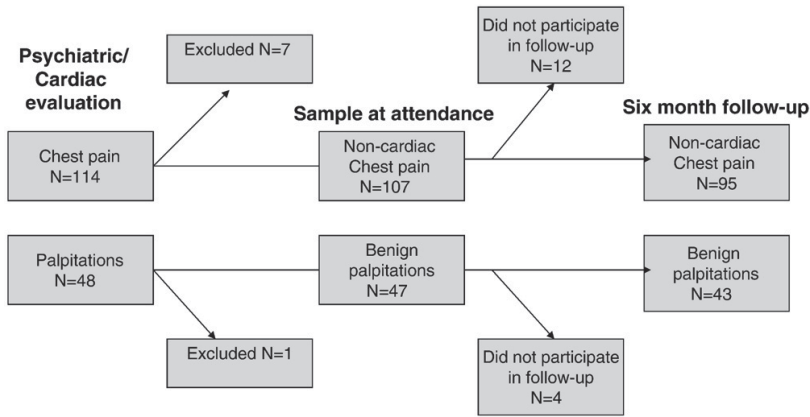 Psychiatric/
Cardiac
evaluation
Excluded N=7
Did not participate
in follow-up
N=12
Sample at attendance
Six month follow-up
Chest pain
N=114
Non-cardiac
Chest pain
N=107
Non-cardiac
Chest pain
N=95
Palpitations
N=48
Benign
palpitations
N=47
Benign
palpitations
N=43
Excluded N=1
Did not participate
in follow-up
N=4